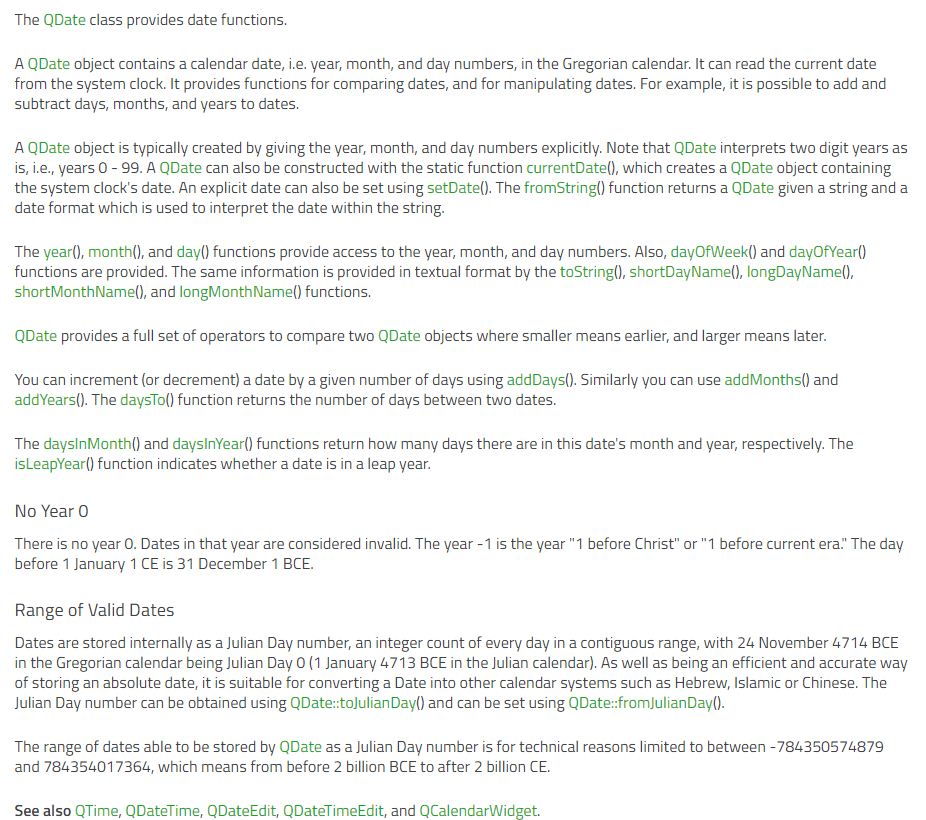 The QDate class provides date functions.
A QDate object contains a calendar date, i.e. year, month, and day numbers, in the Gregorian calendar. It can read the current date
from the system clock. It provides functions for comparing dates, and for manipulating dates. For example, it is possible to add and
subtract days, months, and years to dates.
A QDate object is typically created by giving the year, month, and day numbers explicitly. Note that QDate interprets two digit years as
is, i.e., years 0 - 99. A QDate can also be constructed with the static function currentDate(), which creates a QDate object containing
the system clock's date. An explicit date can also be set using setDate(). The fromString() function returns a QDate given a string and a
date format which is used to interpret the date within the string.
The year(), month(), and day() functions provide access to the year, month, and day numbers. Also, dayOfWeek() and dayOfYear()
functions are provided. The same information is provided in textual format by the toString(), shortDayName(), longDayName(),
shortMonthName(), and longMonthName() functions.
QDate provides a full set of operators to compare two QDate objects where smaller means earlier, and larger means later.
You can increment (or decrement) a date by a given number of days using addDays(). Similarly you can use addMonths() and
addYears(). The daysTo() function returns the number of days between two dates.
The daysInMonth() and daysInYear() functions return how many days there are in this date's month and year, respectively. The
isLeapYear() function indicates whether a date is in a leap year.
No Year 0
There is no year 0. Dates in that year are considered invalid. The year -1 is the year "1 before Christ" or "1 before current era." The day
before 1 January 1 CE is 31 December 1 BCE.
Range of Valid Dates
Dates are stored internally as a Julian Day number, an integer count of every day in a contiguous range, with 24 November 4714 BCE
in the Gregorian calendar being Julian Day 0 (1 January 4713 BCE in the Julian calendar). As well as being an efficient and accurate way
of storing an absolute date, it is suitable for converting a Date into other calendar systems such as Hebrew, Islamic or Chinese. The
Julian Day number can be obtained using QDate::toJulianDay() and can be set using QDate::fromJulianDay().
The range of dates able to be stored by QDate as a Julian Day number is for technical reasons limited to between -784350574879
and 784354017364, which means from before 2 billion BCE to after 2 billion CE.
See also QTime, QDateTime, QDateEdit, QDateTimeEdit, and QCalendarWidget.